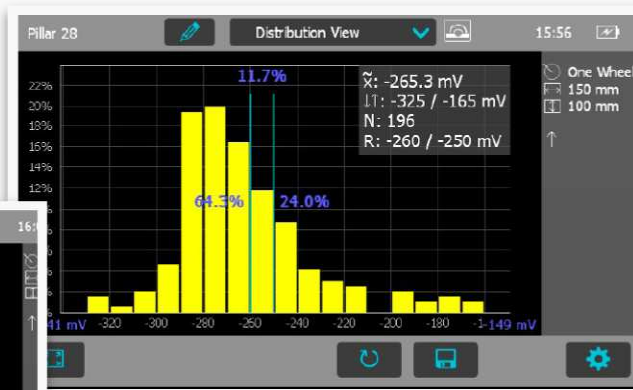 Pillar 28
Distribution View
15:56
22%
20%
18%
16%
14%
12%
11.7%
64.3%
24.0%
x̃: -265.3 mV
↓↑: -325 / -165 mV
N: 196
R: -260 / -250 mV
One Wheel
150 mm
100 mm
↑
16:
↑
41 mV
-320
-300
-280
-260
-240
-220
-200
-180
-149 mV